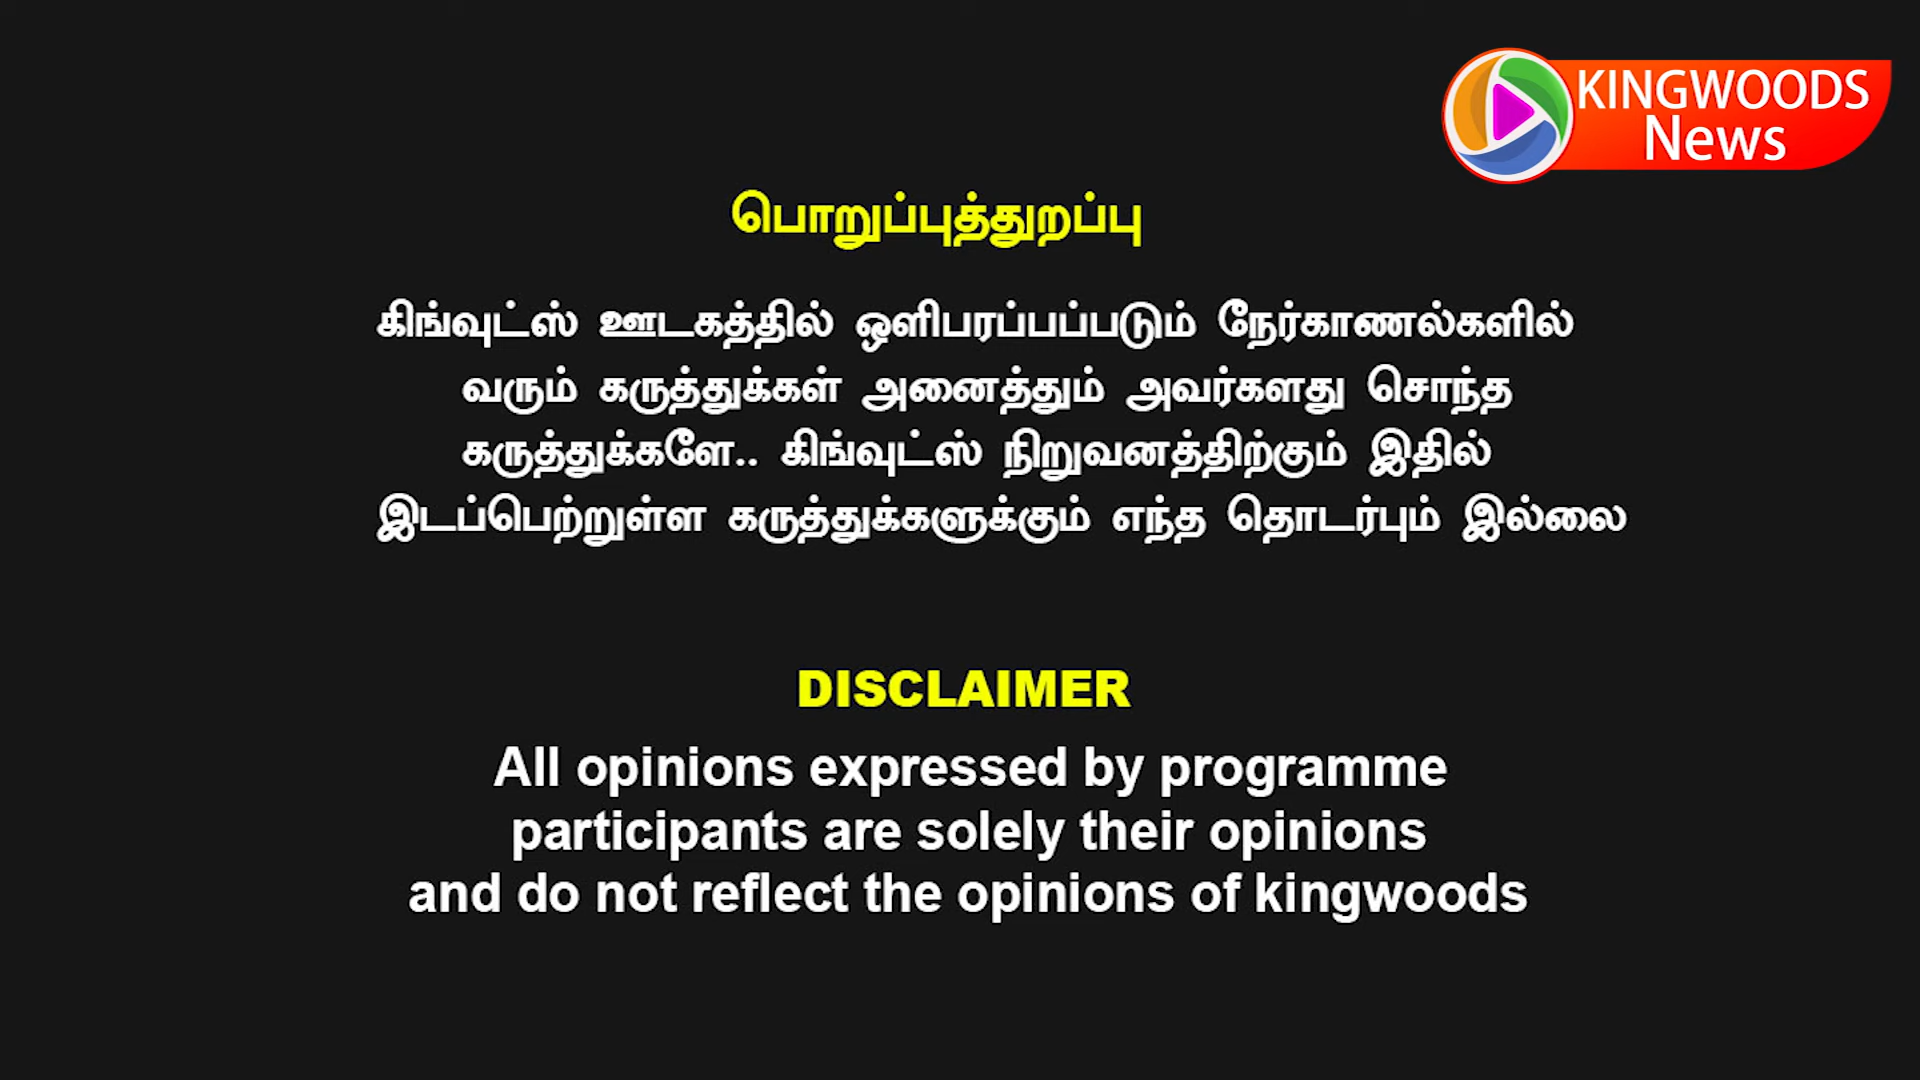 KINGWOODS
News
பொறுப்புத்துறப்பு
கிங்வுட்ஸ் ஊடகத்தில் ஒளிபரப்பப்படும் நேர்காணல்களில்
வரும் கருத்துக்கள் அனைத்தும் அவர்களது சொந்த
கருத்துக்களே.. கிங்வுட்ஸ் நிறுவனத்திற்கும் இதில்
இடப்பெற்றுள்ள கருத்துக்களுக்கும் எந்த தொடர்பும் இல்லை
DISCLAIMER
All opinions expressed by programme
participants are solely their opinions
and do not reflect the opinions of kingwoods